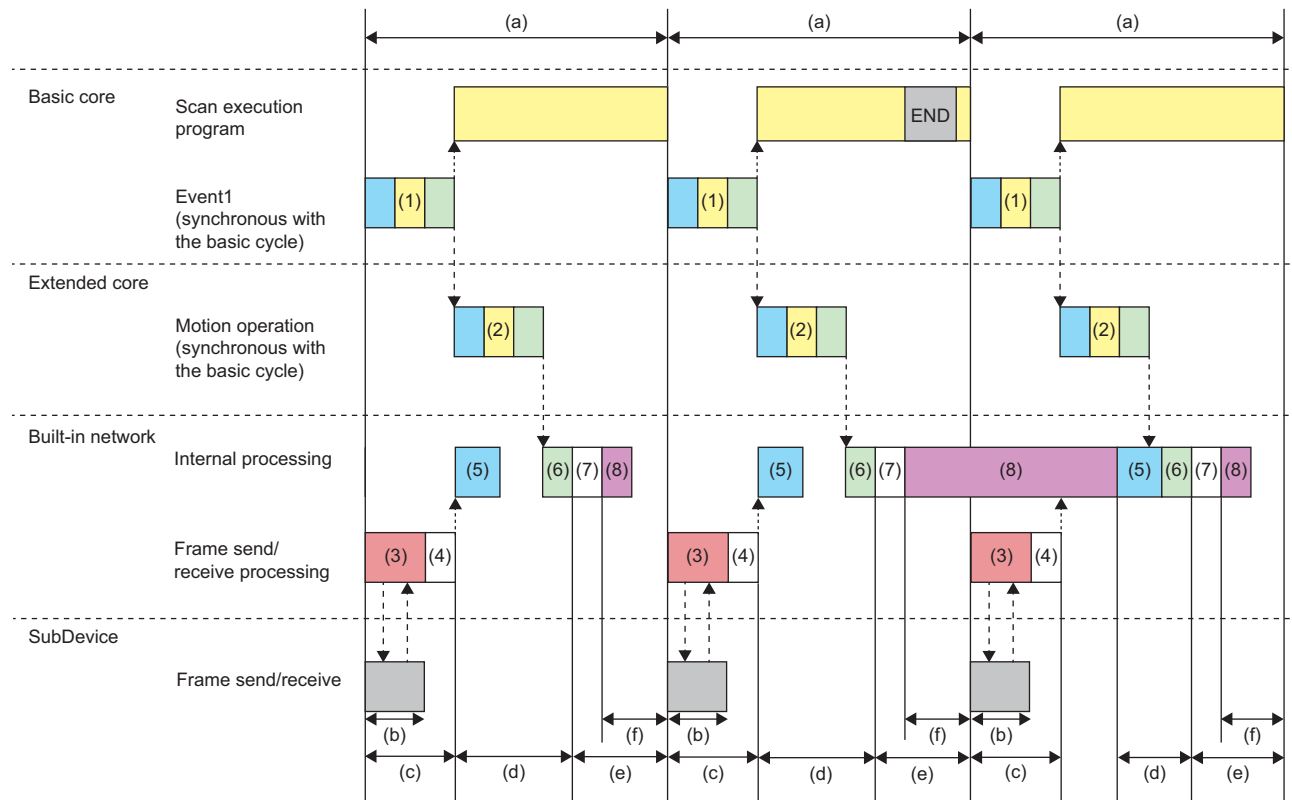 (a) (a) (a)
Basic core
Scan execution
program
END
Event1
(synchronous with
the basic cycle)
(1) (1) (1)
Extended core
Motion operation
(synchronous with
the basic cycle)
(2) (2) (2)
Built-in network
Internal processing
(5) (6) (7) (8) (5) (6) (7) (8) (5) (6) (7) (8)
Frame send/
receive processing
(3) (4) (3) (4) (3) (4)
SubDevice
Frame send/receive
(b) (f) (b) (f) (b) (f)
(c) (d) (e) (c) (d) (e) (c) (d) (e)